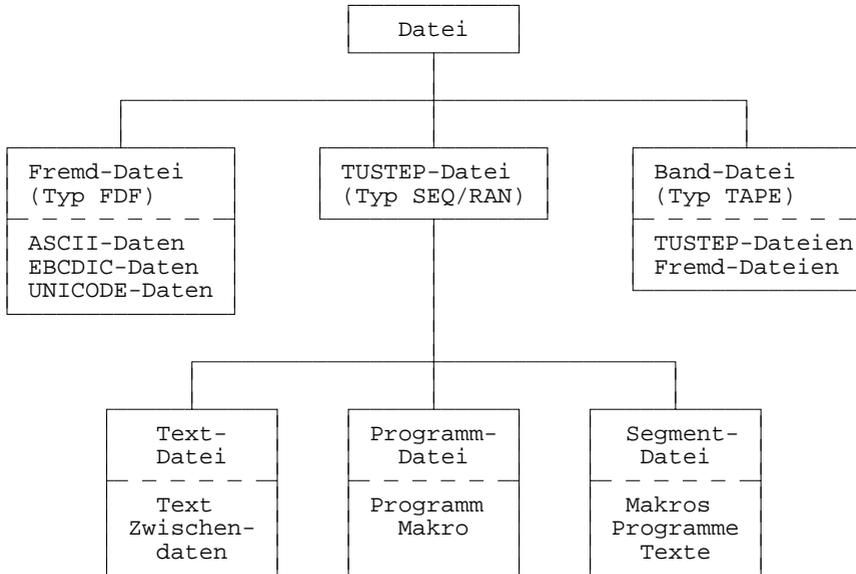 Datei
Fremd-Datei
(Typ FDF)
ASCII-Daten
EBCDIC-Daten
UNICODE-Daten
TUSTEP-Datei
(Typ SEQ/RAN)
Band-Datei
(Typ TAPE)
TUSTEP-Dateien
Fremd-Dateien
Text-
Datei
Text
Zwischen-
daten
Programm-
Datei
Programm
Makro
Segment-
Datei
Makros
Programme
Texte